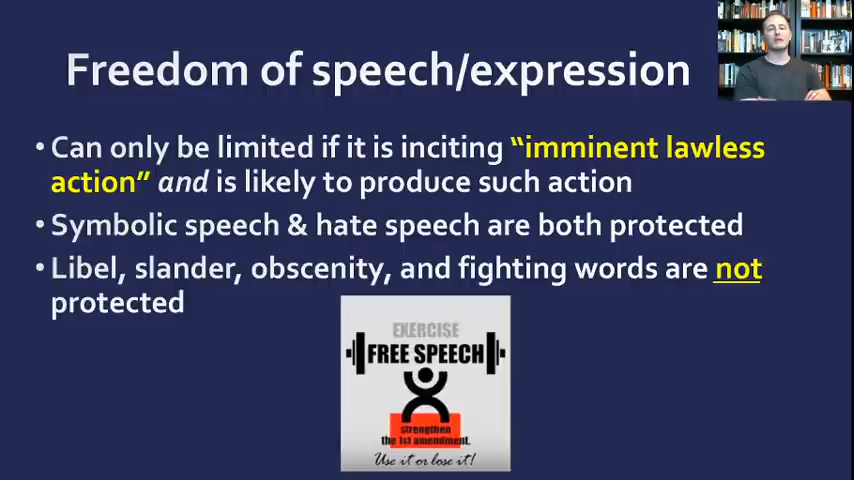 Freedom of speech/expression
• Can only be limited if it is inciting "imminent lawless
action" and is likely to produce such action
• Symbolic speech & hate speech are both protected
• Libel, slander, obscenity, and fighting words are not
protected
EXERCISE
FREE SPEECH
strengthen
the 1st amendment.
Use it or lose it!